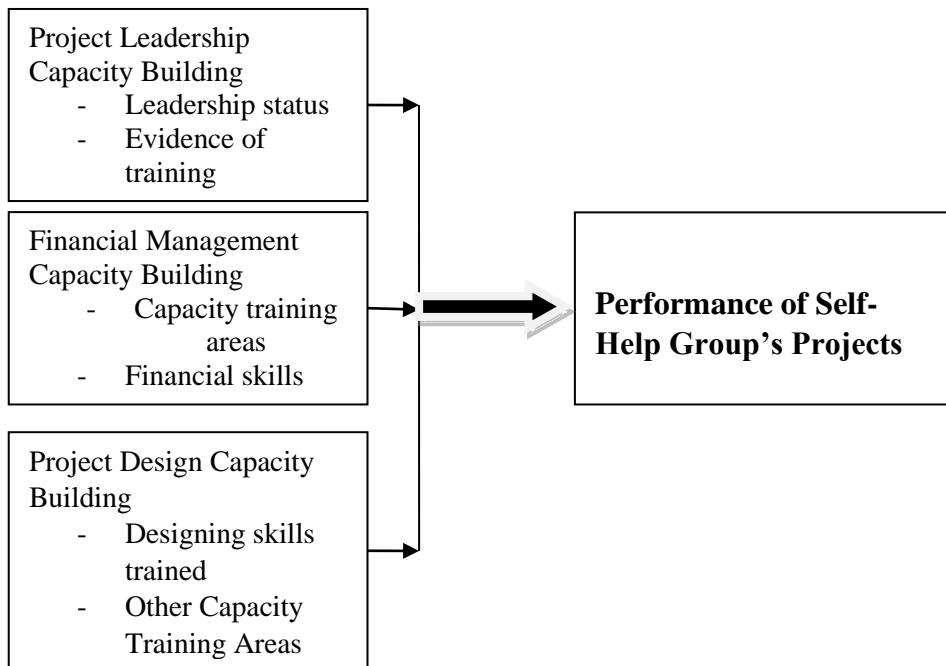 Project Leadership
Capacity Building
- Leadership status
- Evidence of
training
Financial Management
Capacity Building
- Capacity training
areas
- Financial skills
Project Design Capacity
Building
- Designing skills
trained
- Other Capacity
Training Areas
Performance of Self-
Help Group’s Projects